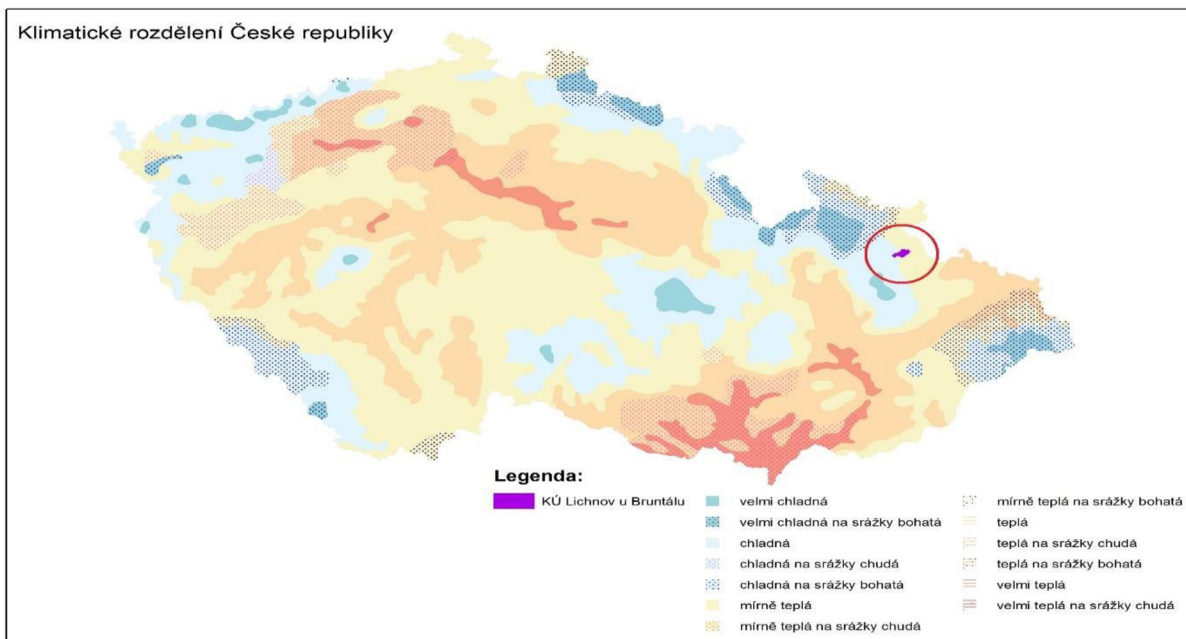 Klimatické rozdělení České republiky
Legenda:
KÚ Lichnov u Bruntálu
velmi chladná
velmi chladná na srážky bohatá
chladná
chladná na srážky chudá
chladná na srážky bohatá
mírně teplá
mírně teplá na srážky chudá
mírně teplá na srážky bohatá
teplá
teplá na srážky chudá
teplá na srážky bohatá
velmi teplá
velmi teplá na srážky chudá